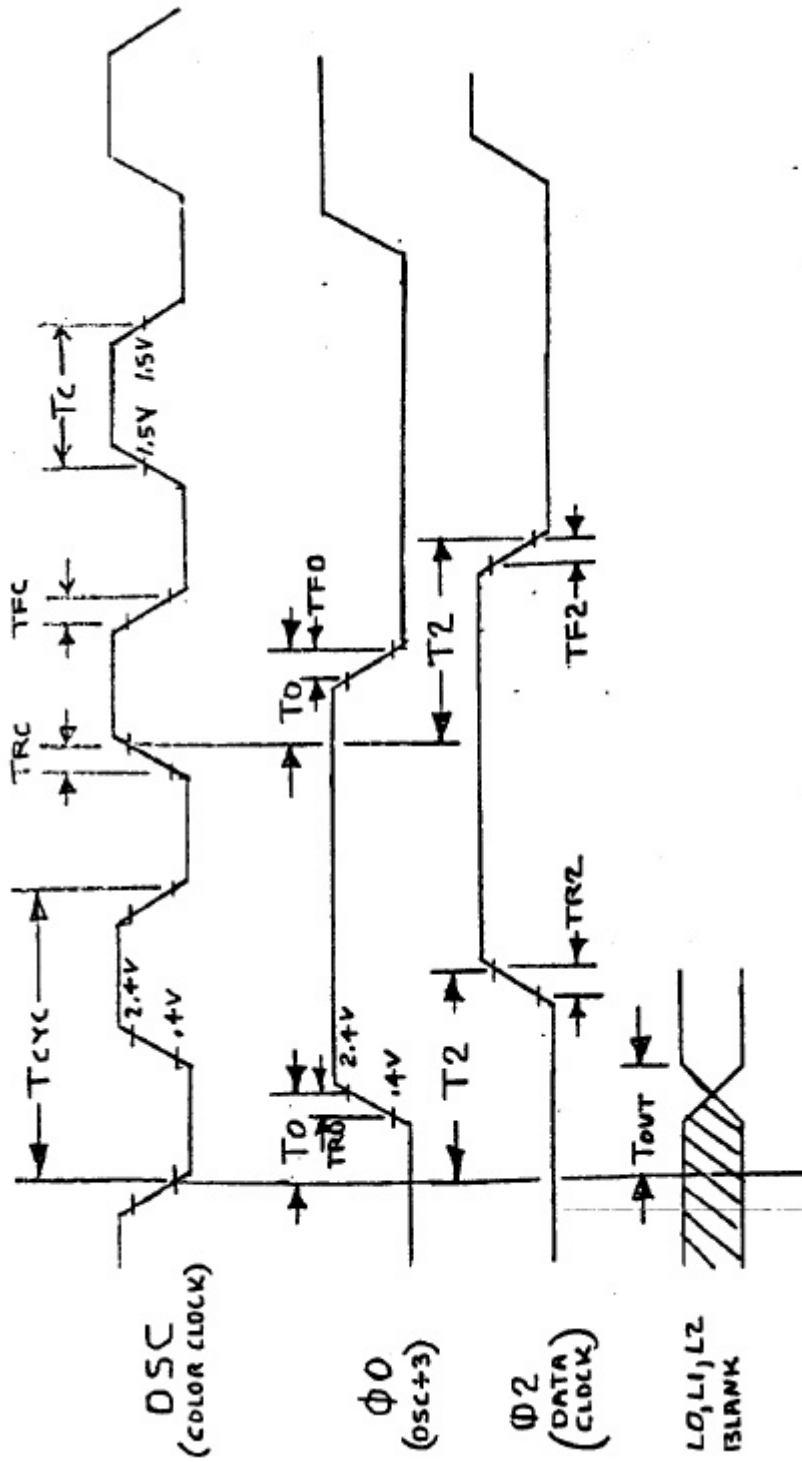 OSC
(COLOR CLOCK)
TCYC
2.4V
.4V
TRC
TFC
TC
1.5V 1.5V
Φ0
(OSC÷3)
T0
TR0
2.4V
.4V
T0
TF0
Φ2
(DATA
CLOCK)
T2
TR2
T2
TF2
L0, L1, L2
BLANK
TOUT